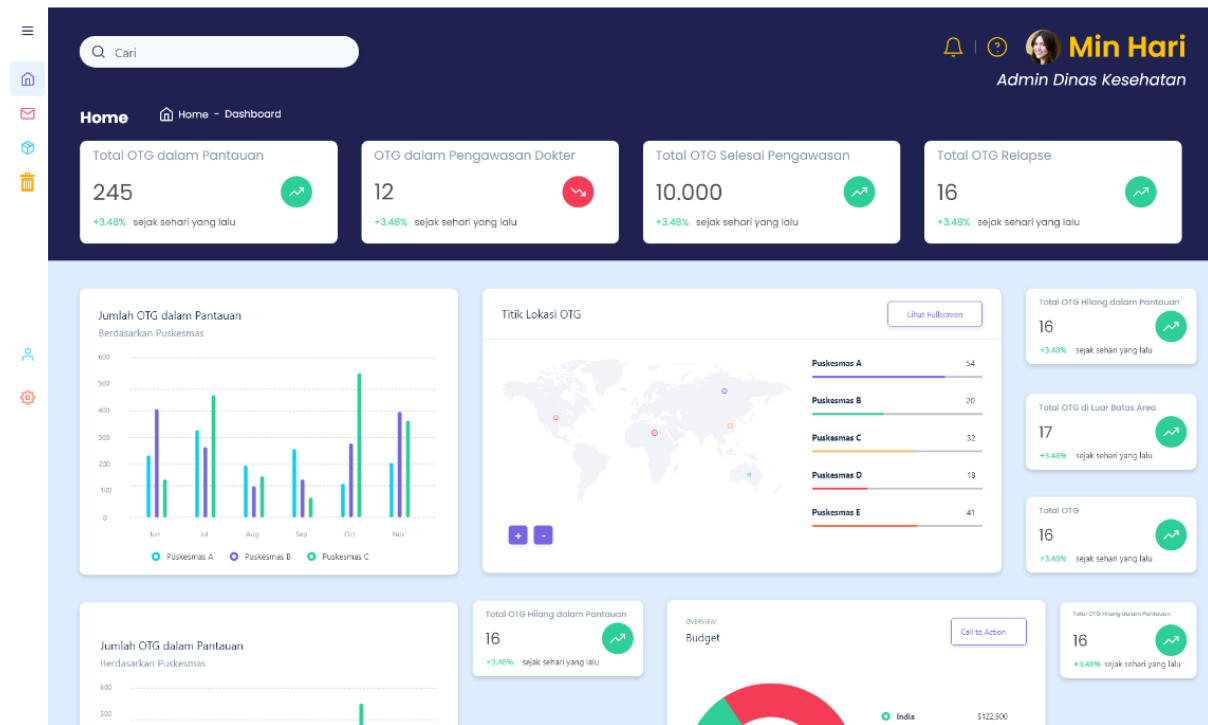 Cari
Min Hari
Admin Dinas Kesehatan
Home
Home - Dashboard
Total OTG dalam Pantauan
245
+3.48% sejak sehari yang lalu
OTG dalam Pengawasan Dokter
12
+3.48% sejak sehari yang lalu
Total OTG Selesai Pengawasan
10.000
+3.48% sejak sehari yang lalu
Total OTG Relapse
16
+3.48% sejak sehari yang lalu
Jumlah OTG dalam Pantauan
Berdasarkan Puskesmas
600
500
400
300
200
100
0
Jun Jul Aug Sep Oct Nov
Puskesmas A Puskesmas B Puskesmas C
Titik Lokasi OTG
Lihat Fullscreen
Puskesmas A 54
Puskesmas B 20
Puskesmas C 32
Puskesmas D 18
Puskesmas E 41
+ -
Total OTG Hilang dalam Pantauan
16
+3.48% sejak sehari yang lalu
Total OTG di Luar Batas Area
17
+3.48% sejak sehari yang lalu
Total OTG
16
+3.48% sejak sehari yang lalu
Jumlah OTG dalam Pantauan
Berdasarkan Puskesmas
600
500
Total OTG Hilang dalam Pantauan
16
+3.48% sejak sehari yang lalu
OVERVIEW
Budget
Call to Action
India $122,900
Total OTG Hilang dalam Pantauan
16
+3.48% sejak sehari yang lalu